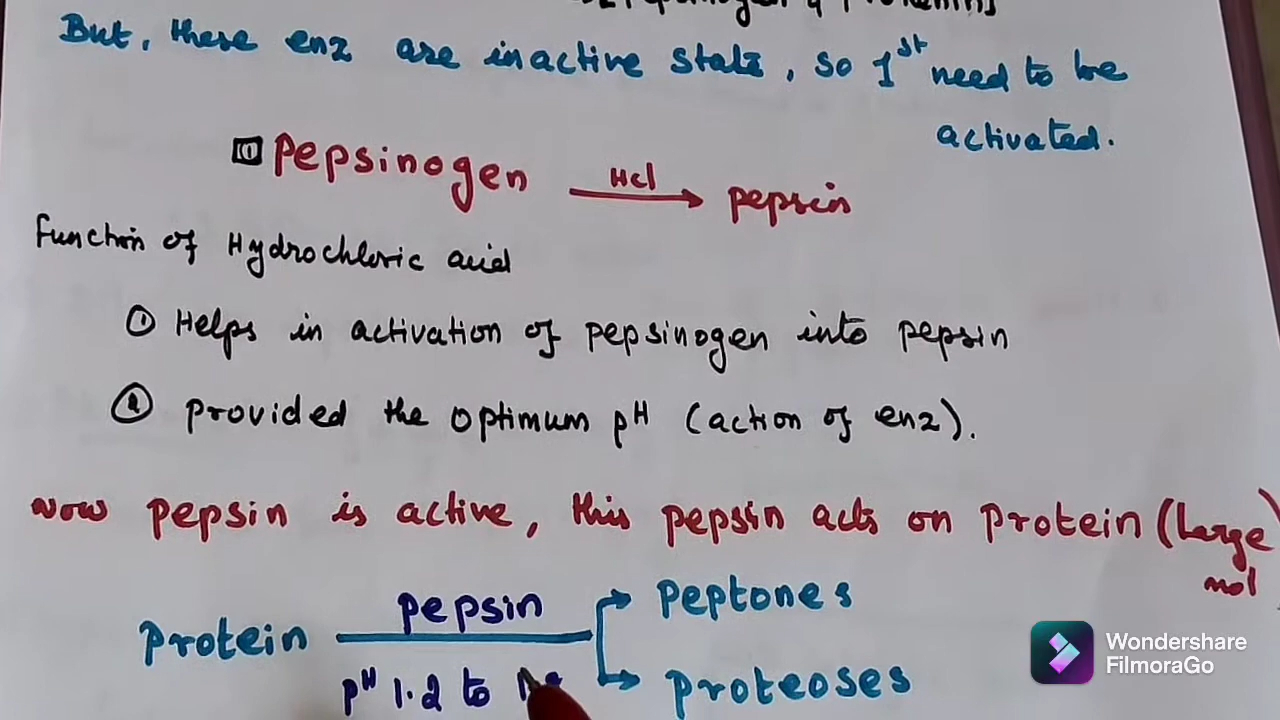 But, these enz are inactive state, so 1st need to be
activated.
① Pepsinogen HCl → pepsin
Function of Hydrochloric acid
① Helps in activation of pepsinogen into pepsin
② provided the optimum pH (action of enz).
Now pepsin is active, this pepsin acts on protein (large
mol
Protein pepsin Peptones
pH 1.2 to proteoses
Wondershare
FilmoraGo